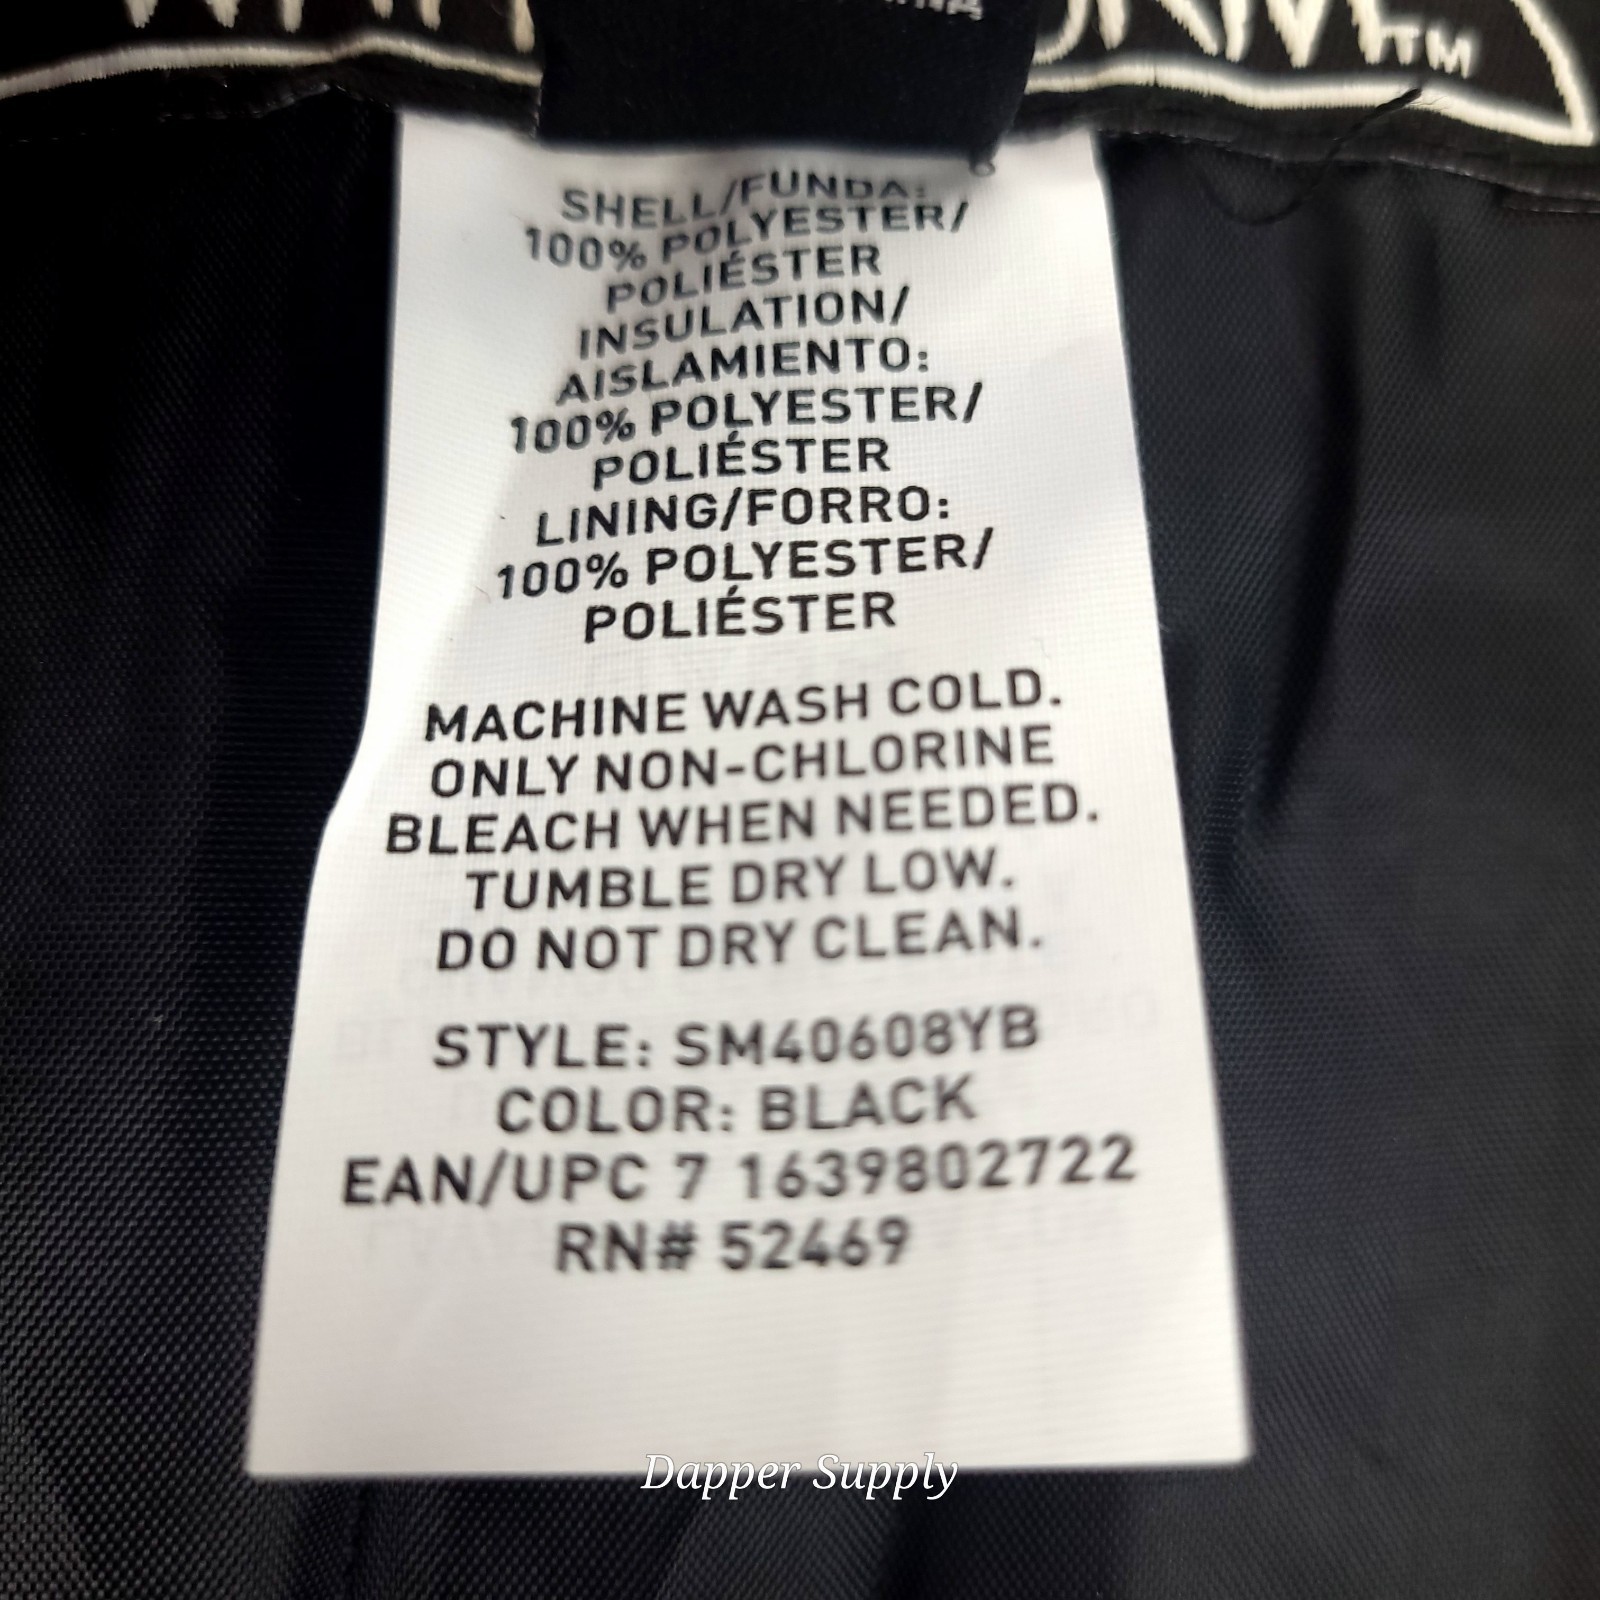 TM
SHELL/FUNDA:
100% POLYESTER/
POLIÉSTER
INSULATION/
AISLAMIENTO:
100% POLYESTER/
POLIÉSTER
LINING/FORRO:
100% POLYESTER/
POLIÉSTER
MACHINE WASH COLD.
ONLY NON-CHLORINE
BLEACH WHEN NEEDED.
TUMBLE DRY LOW.
DO NOT DRY CLEAN.
STYLE: SM40608YB
COLOR: BLACK
EAN/UPC 7 1639802722
RN# 52469
Dapper Supply